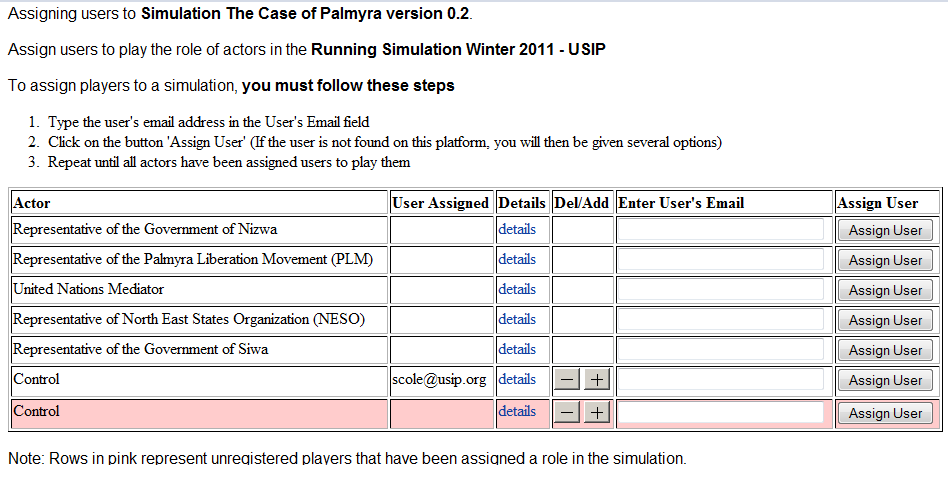 Assigning users to Simulation The Case of Palmyra version 0.2.
Assign users to play the role of actors in the Running Simulation Winter 2011 - USIP
To assign players to a simulation, you must follow these steps
1. Type the user's email address in the User's Email field
2. Click on the button 'Assign User' (If the user is not found on this platform, you will then be given several options)
3. Repeat until all actors have been assigned users to play them
Actor User Assigned Details Del/Add Enter User's Email Assign User
Representative of the Government of Nizwa details Assign User
Representative of the Palmyra Liberation Movement (PLM) details Assign User
United Nations Mediator details Assign User
Representative of North East States Organization (NESO) details Assign User
Representative of the Government of Siwa details Assign User
Control scole@usip.org details − + Assign User
Control details − + Assign User
Note: Rows in pink represent unregistered players that have been assigned a role in the simulation.